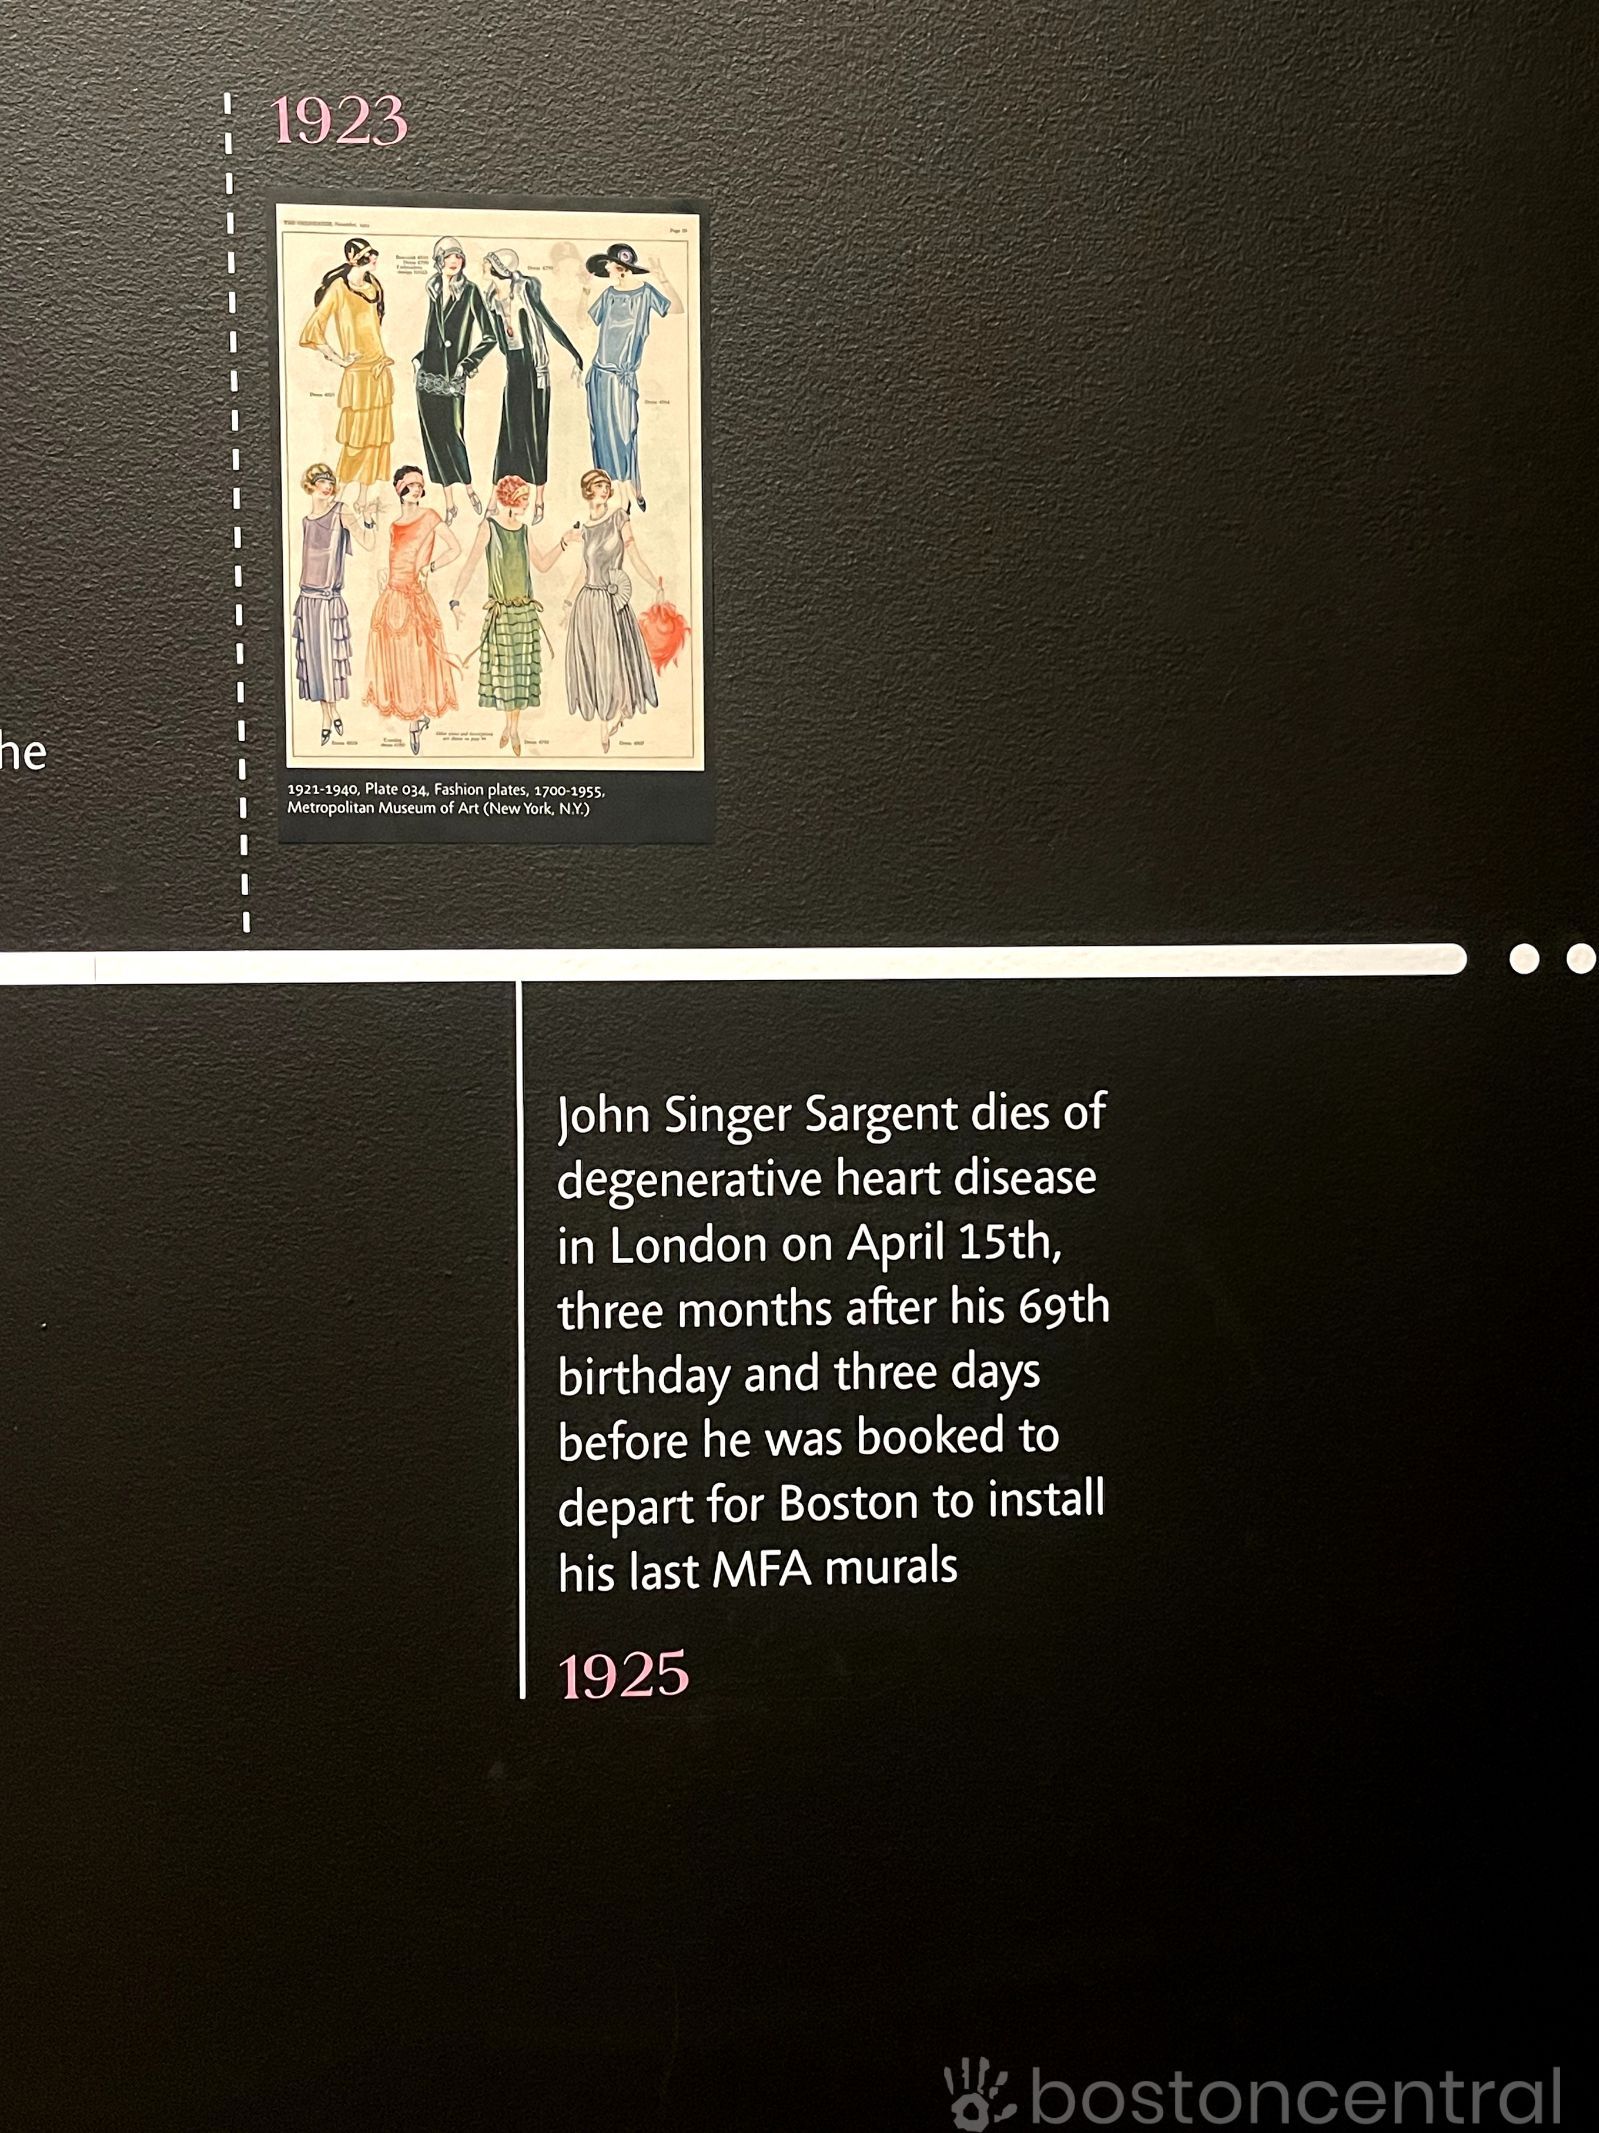 1923
1921-1940, Plate 034, Fashion plates, 1700-1955,
Metropolitan Museum of Art (New York, N.Y.)
he
John Singer Sargent dies of
degenerative heart disease
in London on April 15th,
three months after his 69th
birthday and three days
before he was booked to
depart for Boston to install
his last MFA murals
1925
bostoncentral